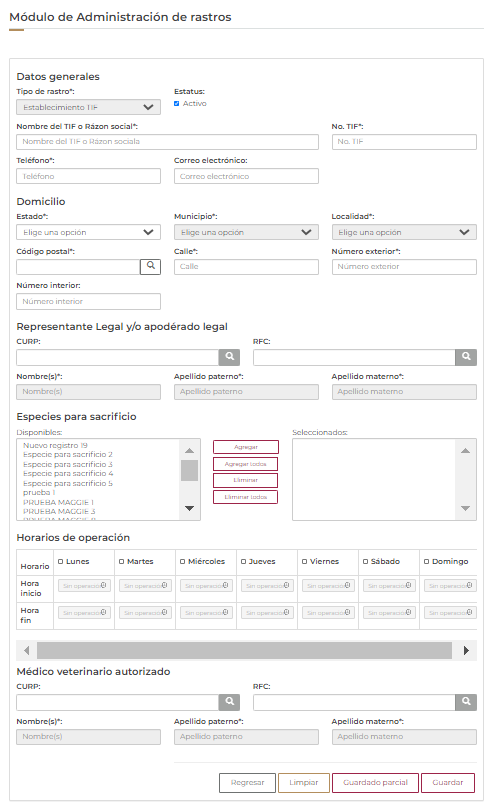 Módulo de Administración de rastros
Datos generales
Tipo de rastro*: Estatus:
Establecimiento TIF Activo
Nombre del TIF o Rázon social*: No. TIF*:
Nombre del TIF o Rázon sociala No. TIF
Teléfono*: Correo electrónico:
Teléfono Correo electrónico
Domicilio
Estado*: Municipio*: Localidad*:
Elige una opción Elige una opción Elige una opción
Código postal*: Calle*: Número exterior*:
Calle Número exterior
Número interior:
Número interior
Representante Legal y/o apodérado legal
CURP: RFC:
Nombre(s)*: Apellido paterno*: Apellido materno*:
Nombre(s) Apellido paterno Apellido materno
Especies para sacrificio
Disponibles: Seleccionados:
Nuevo registro 19
Especie para sacrificio 2
Especie para sacrificio 3
Especie para sacrificio 4
Especie para sacrificio 5
prueba 1
PRUEBA MAGGIE 1
PRUEBA MAGGIE 3
Agregar
Agregar todos
Eliminar
Eliminar todos
Horarios de operación
Horario Lunes Martes Miércoles Jueves Viernes Sábado Domingo
Hora inicio Sin operación Sin operación Sin operación Sin operación Sin operación Sin operación Sin operación
Hora fin Sin operación Sin operación Sin operación Sin operación Sin operación Sin operación Sin operación
Médico veterinario autorizado
CURP: RFC:
Nombre(s)*: Apellido paterno*: Apellido materno*:
Nombre(s) Apellido paterno Apellido materno
Regresar Limpiar Guardado parcial Guardar